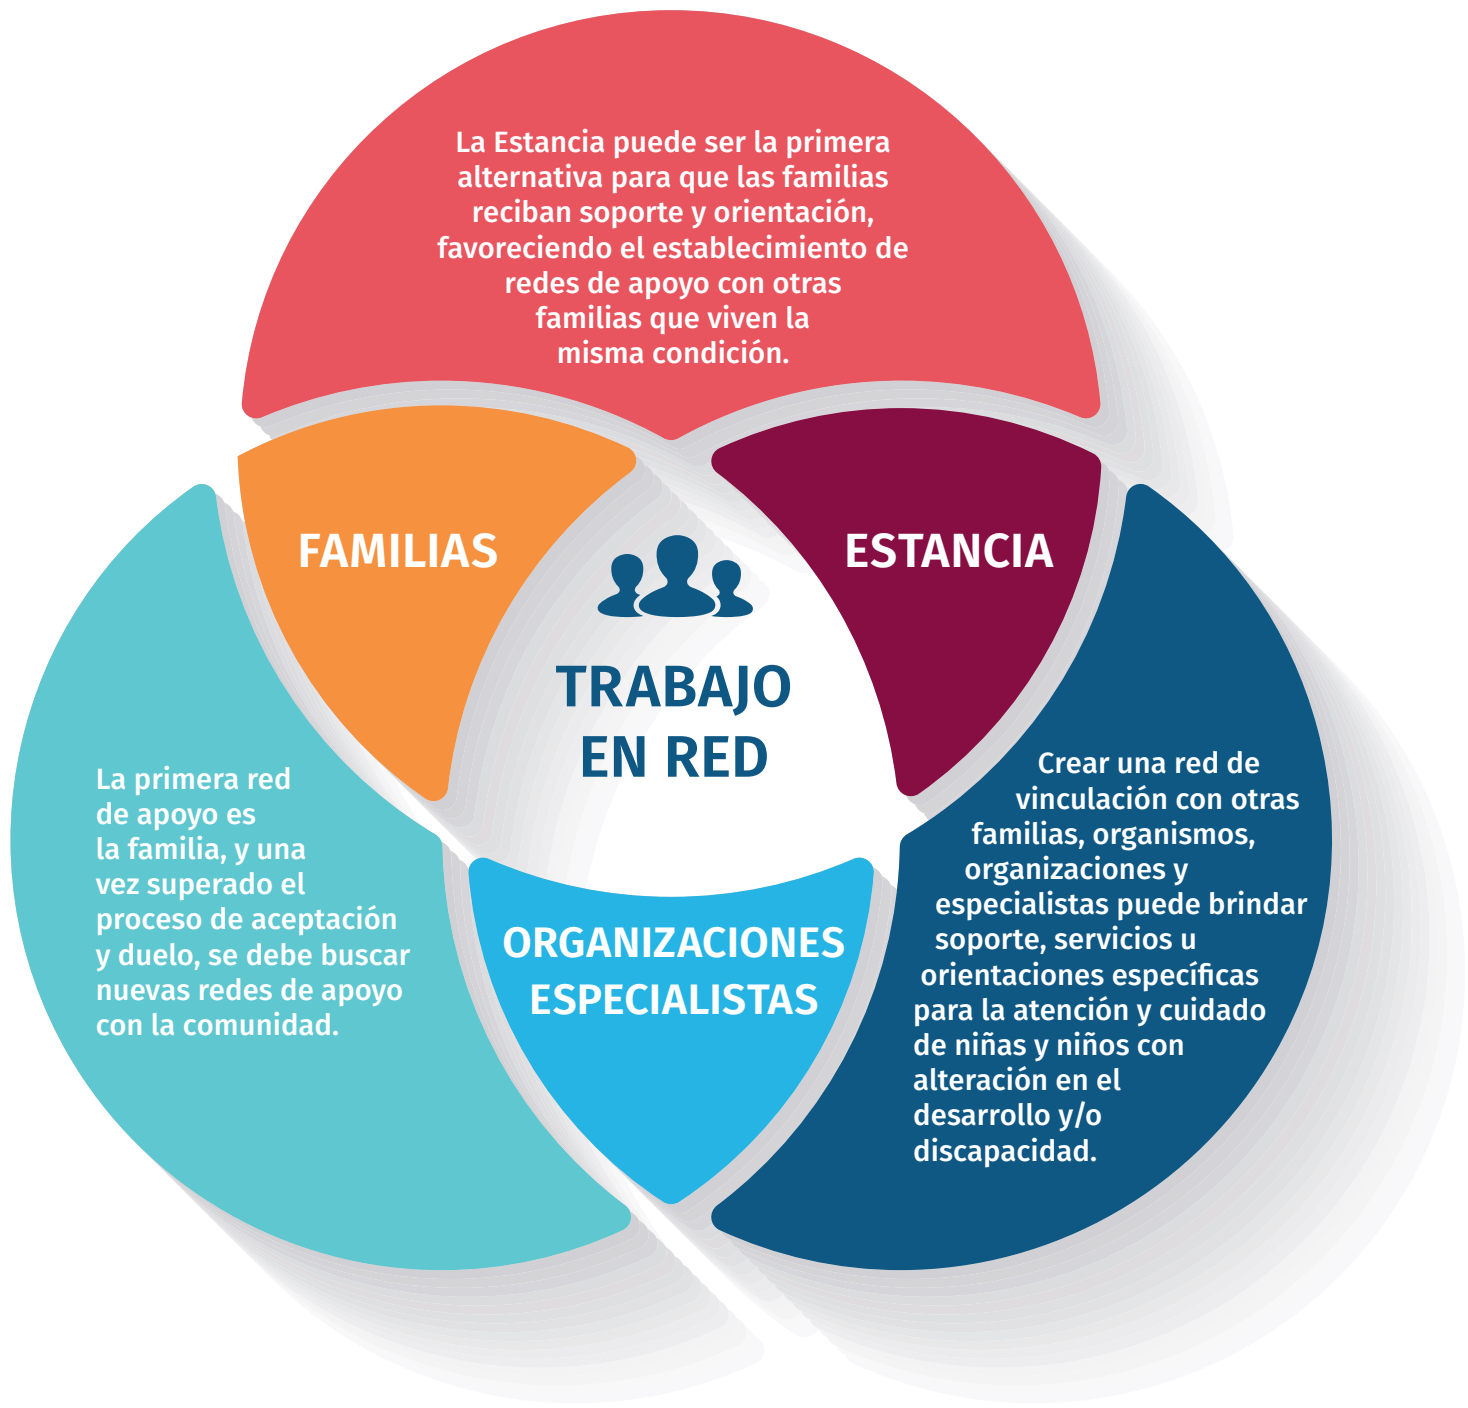 La Estancia puede ser la primera
alternativa para que las familias
reciban soporte y orientación,
favoreciendo el establecimiento de
redes de apoyo con otras
familias que viven la
misma condición.
FAMILIAS
ESTANCIA
TRABAJO
EN RED
La primera red
de apoyo es
la familia, y una
vez superado el
proceso de aceptación
y duelo, se debe buscar
nuevas redes de apoyo
con la comunidad.
ORGANIZACIONES
ESPECIALISTAS
Crear una red de
vinculación con otras
familias, organismos,
organizaciones y
especialistas puede brindar
soporte, servicios u
orientaciones específicas
para la atención y cuidado
de niñas y niños con
alteración en el
desarrollo y/o
discapacidad.